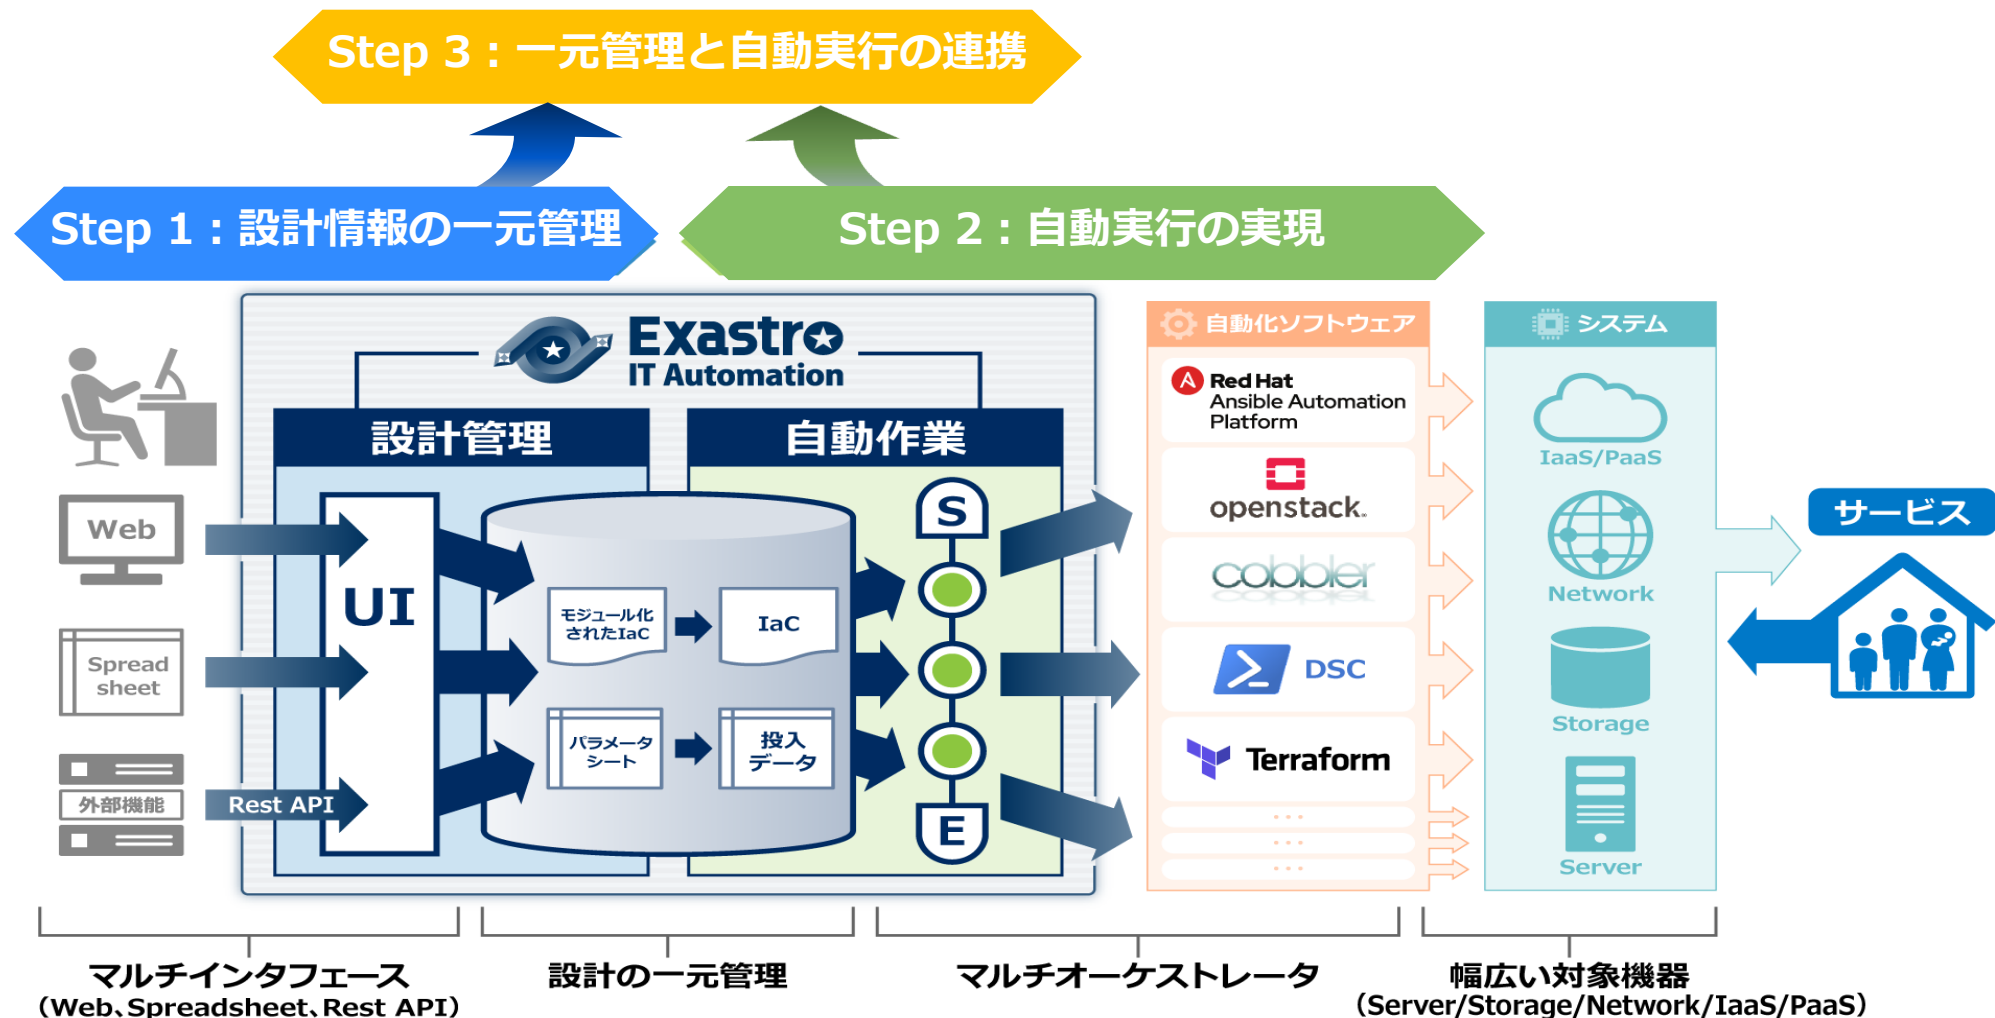 Step 3：一元管理と自動実行の連携
Step 1：設計情報の一元管理
Step 2：自動実行の実現
Exastro
IT Automation
設計管理
自動作業
Web
Spread
sheet
外部機能
Rest API
UI
モジュール化
されたIaC
IaC
パラメータ
シート
投入
データ
S
E
自動化ソフトウェア
Red Hat
Ansible Automation
Platform
openstack.
cobbler
DSC
Terraform
...
...
...
システム
IaaS/PaaS
Network
Storage
Server
サービス
マルチインタフェース
（Web、Spreadsheet、Rest API）
設計の一元管理
マルチオーケストレータ
幅広い対象機器
（Server/Storage/Network/IaaS/PaaS）